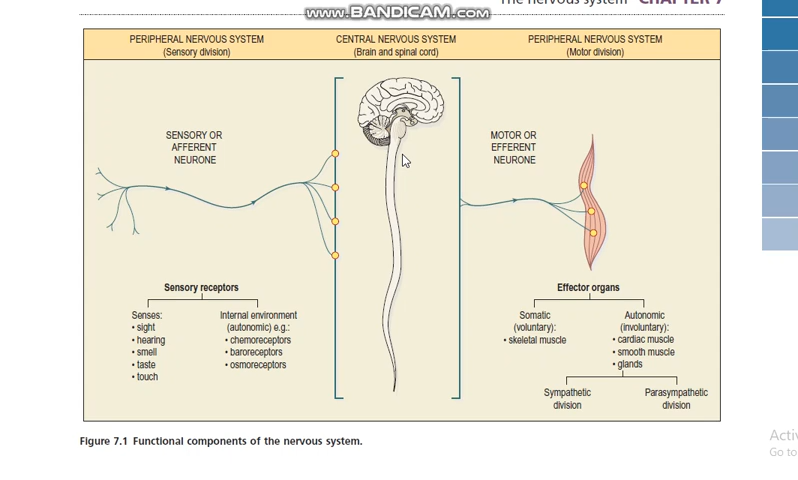 The nervous system CHAPTER 7
www.BANDICAM.com
PERIPHERAL NERVOUS SYSTEM
(Sensory division)
CENTRAL NERVOUS SYSTEM
(Brain and spinal cord)
PERIPHERAL NERVOUS SYSTEM
(Motor division)
SENSORY OR
AFFERENT
NEURONE
MOTOR OR
EFFERENT
NEURONE
Sensory receptors
Senses:
• sight
• hearing
• smell
• taste
• touch
Internal environment
(autonomic) e.g.:
• chemoreceptors
• baroreceptors
• osmoreceptors
Effector organs
Somatic
(voluntary):
• skeletal muscle
Autonomic
(involuntary):
• cardiac muscle
• smooth muscle
• glands
Sympathetic
division
Parasympathetic
division
Figure 7.1 Functional components of the nervous system.
Activ
Go to